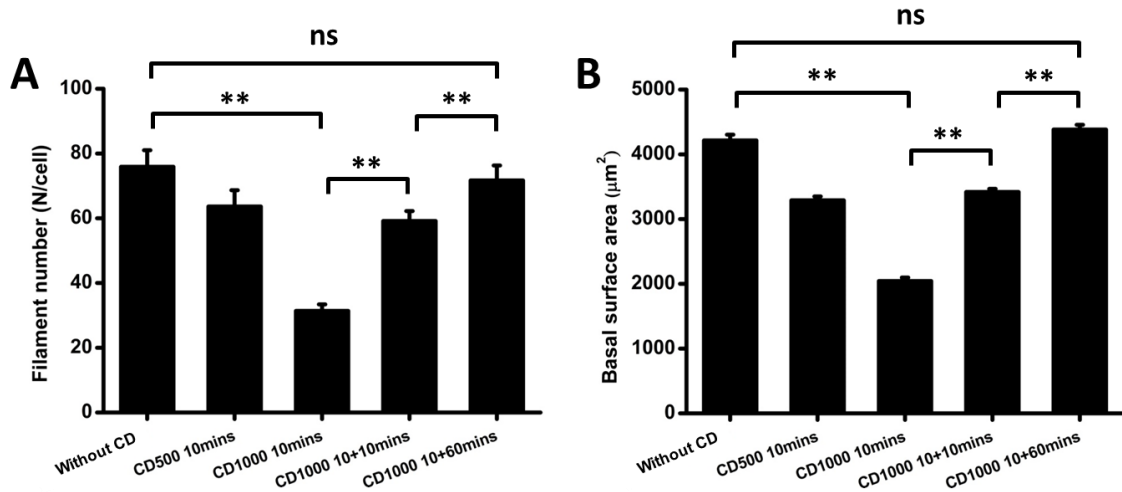 A
ns
**
**
**
Filament number (N/cell)
100
80
60
40
20
0
Without CD
CD500 10mins
CD1000 10mins
CD1000 10+10mins
CD1000 10+60mins
B
ns
**
**
**
Basal surface area (μm²)
5000
4000
3000
2000
1000
0
Without CD
CD500 10mins
CD1000 10mins
CD1000 10+10mins
CD1000 10+60mins